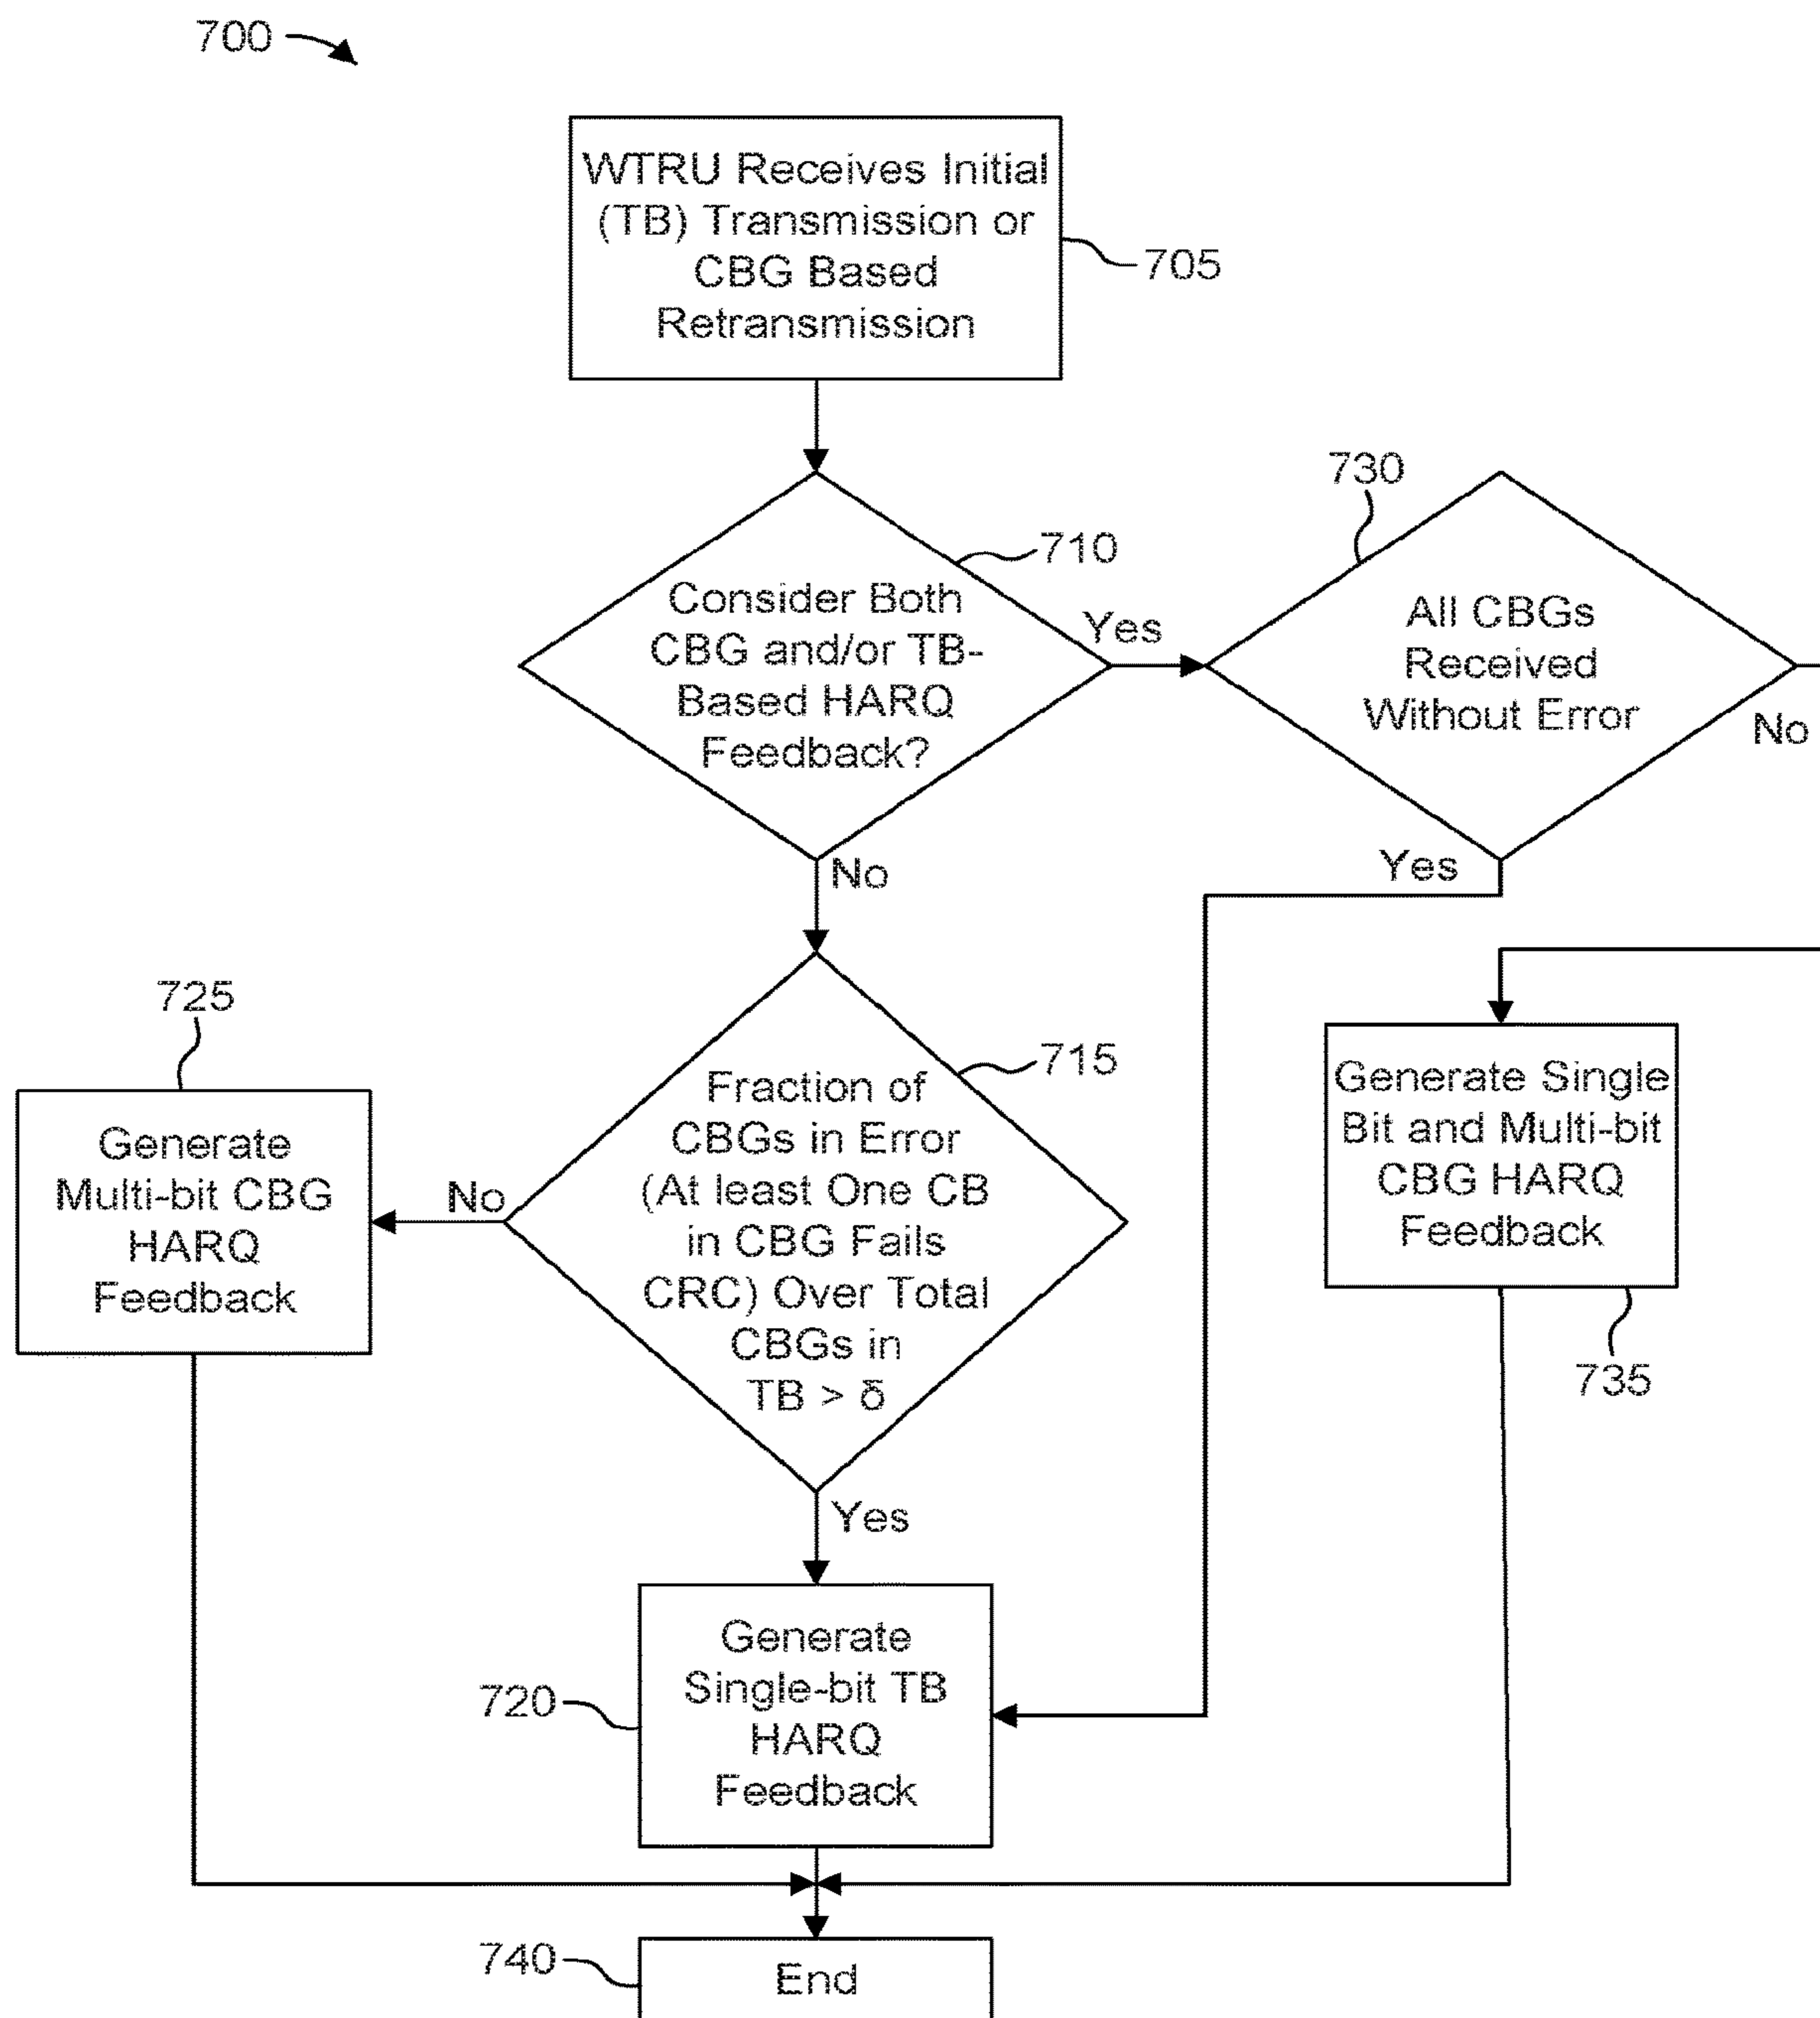 700
WTRU Receives Initial
(TB) Transmission or
CBG Based
Retransmission
705
710
Consider Both
CBG and/or TB-
Based HARQ
Feedback?
Yes
No
730
All CBGs
Received
Without Error
No
Yes
715
Fraction of
CBGs in Error
(At least One CB
in CBG Fails
CRC) Over Total
CBGs in
TB > δ
No
Yes
725
Generate
Multi-bit CBG
HARQ
Feedback
Generate Single
Bit and Multi-bit
CBG HARQ
Feedback
735
720
Generate
Single-bit TB
HARQ
Feedback
740
End